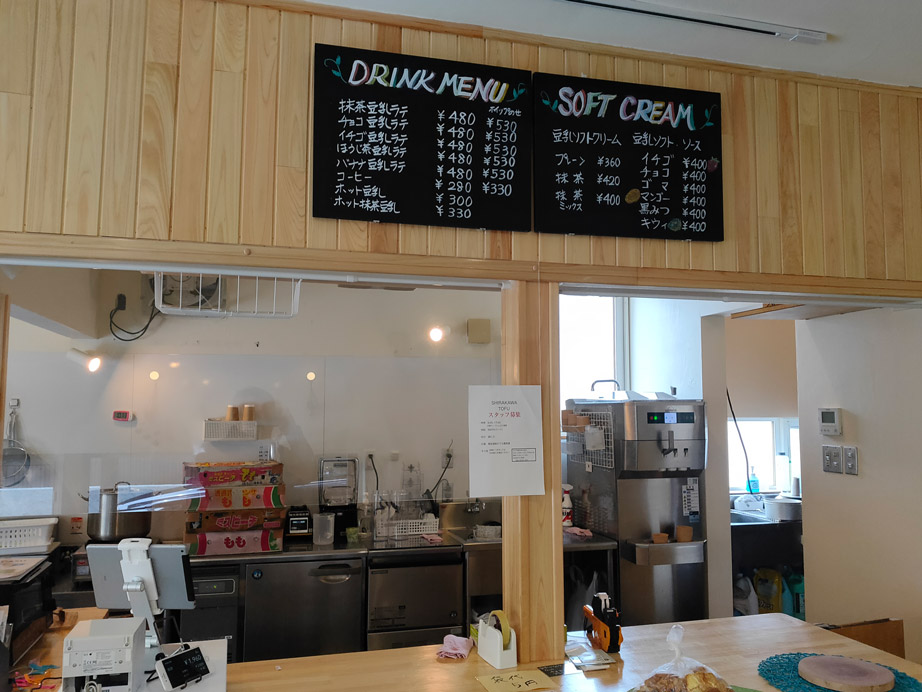 DRINK MENU
ホイップのせ
抹茶豆乳ラテ ¥480 ¥530
チョコ豆乳ラテ ¥480 ¥530
イチゴ豆乳ラテ ¥480 ¥530
ほうじ茶豆乳ラテ ¥480 ¥530
バナナ豆乳ラテ ¥480 ¥530
コーヒー ¥280 ¥330
ホット豆乳 ¥300
ホット抹茶豆乳 ¥330
SOFT CREAM
豆乳ソフトクリーム
プレーン ¥360
抹茶 ¥420
抹茶 ¥400
ミックス
豆乳ソフト ソース
イチゴ ¥400
チョコ ¥400
ゴマ ¥400
マンゴー ¥400
黒みつ ¥400
キウィ ¥400
SHIRAKAWA
TOFU
スタッフ募集
もも